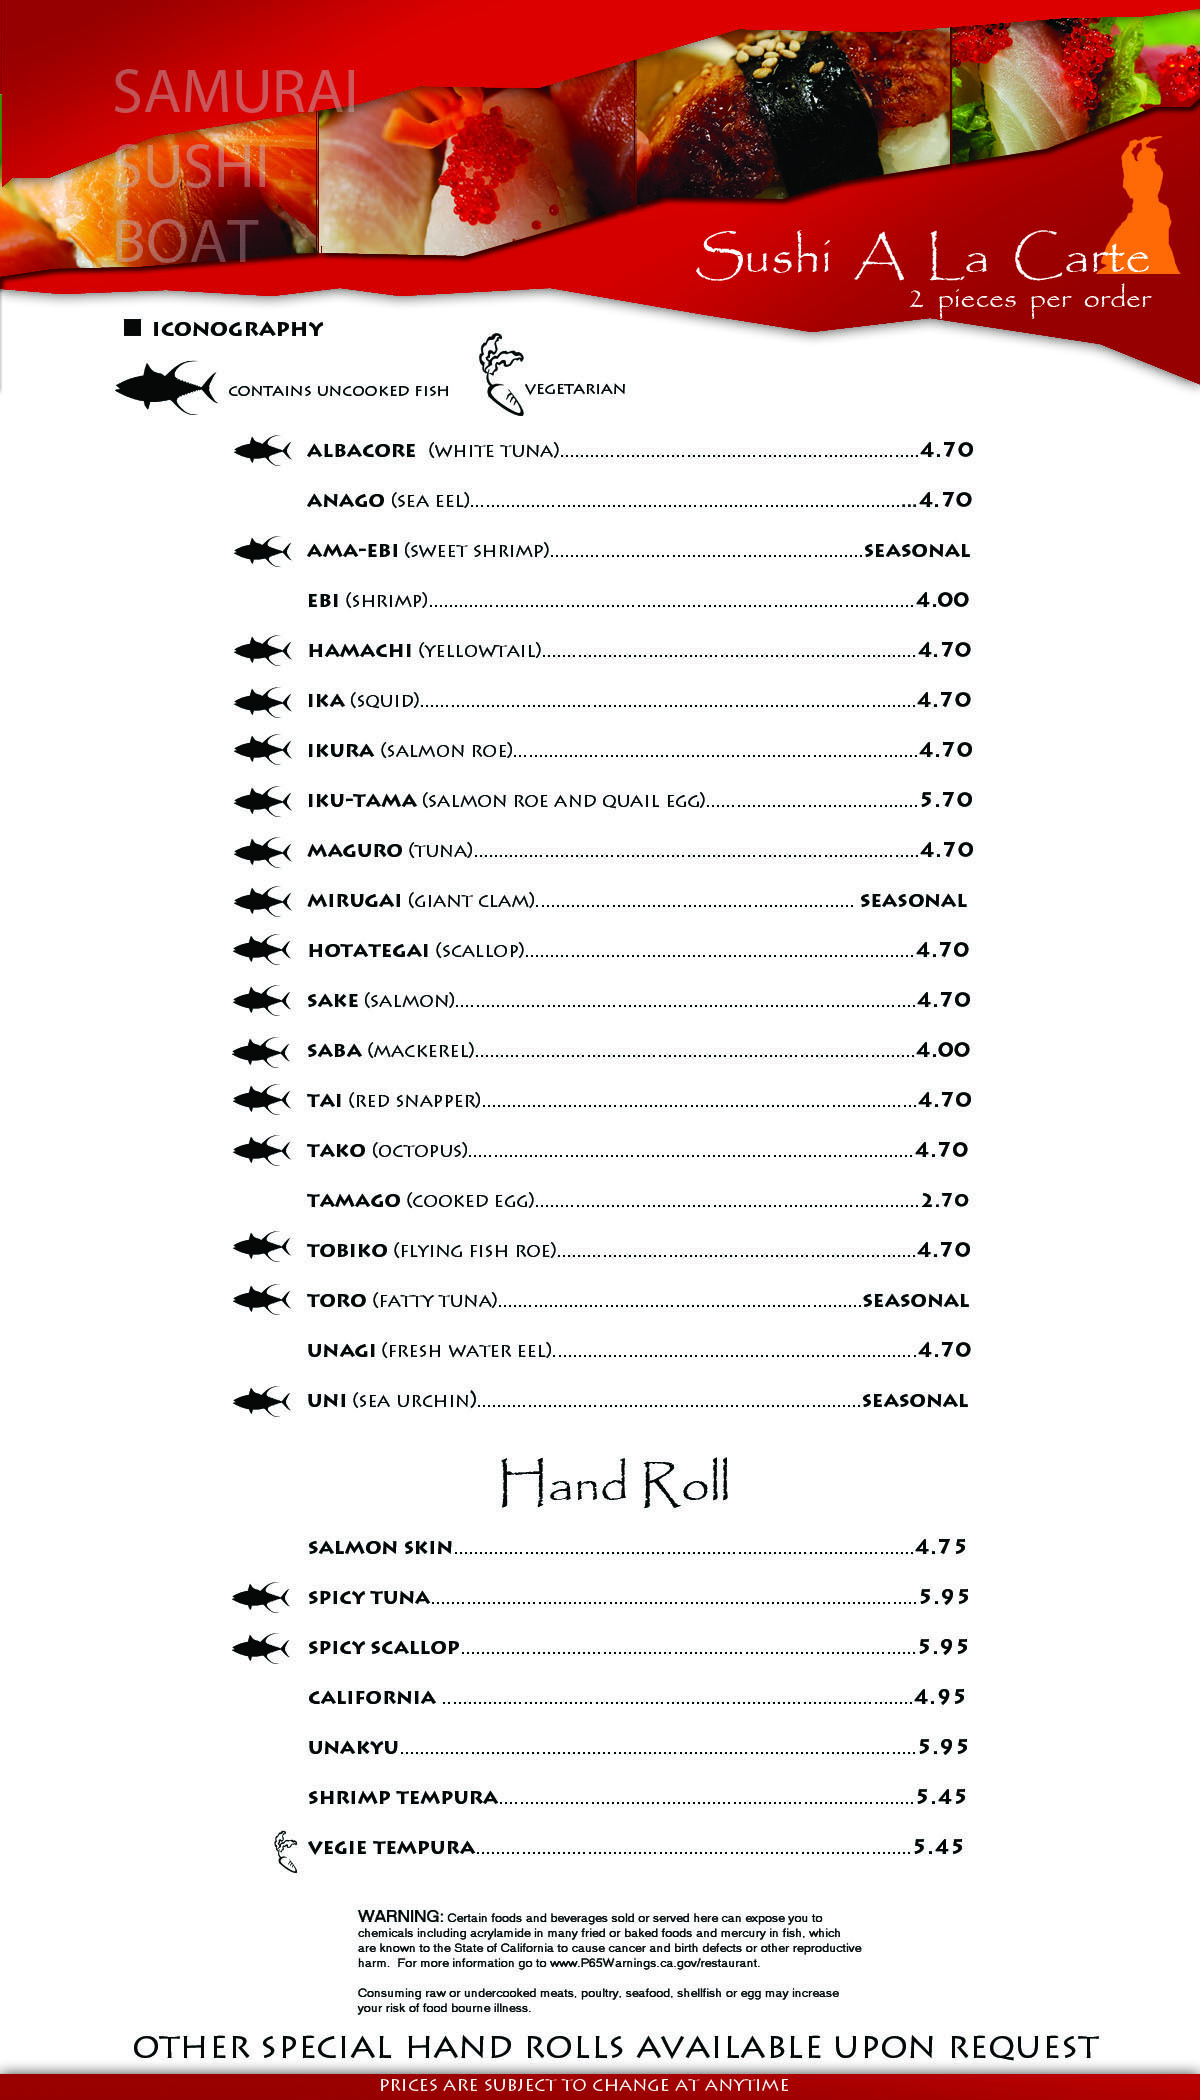 SAMURAI
SUSHI
BOAT
Sushi A La Carte
2 pieces per order
■ ICONOGRAPHY
CONTAINS UNCOOKED FISH
VEGETARIAN
ALBACORE (WHITE TUNA)........................................................................4.70
ANAGO (SEA EEL)........................................................................4.70
AMA-EBI (SWEET SHRIMP)...............................................................SEASONAL
EBI (SHRIMP)........................................................................4.00
HAMACHI (YELLOWTAIL)........................................................................4.70
IKA (SQUID)........................................................................4.70
IKURA (SALMON ROE)........................................................................4.70
IKU-TAMA (SALMON ROE AND QUAIL EGG)...........................................5.70
MAGURO (TUNA)........................................................................4.70
MIRUGAI (GIANT CLAM)............................................................... SEASONAL
HOTATEGAI (SCALLOP)........................................................................4.70
SAKE (SALMON)........................................................................4.70
SABA (MACKEREL)........................................................................4.00
TAI (RED SNAPPER)........................................................................4.70
TAKO (OCTOPUS)........................................................................4.70
TAMAGO (COOKED EGG)........................................................................2.70
TOBIKO (FLYING FISH ROE)........................................................................4.70
TORO (FATTY TUNA)........................................................................SEASONAL
UNAGI (FRESH WATER EEL)........................................................................4.70
UNI (SEA URCHIN)........................................................................SEASONAL
Hand Roll
SALMON SKIN........................................................................4.75
SPICY TUNA........................................................................5.95
SPICY SCALLOP........................................................................5.95
CALIFORNIA ........................................................................4.95
UNAKYU........................................................................5.95
SHRIMP TEMPURA........................................................................5.45
VEGIE TEMPURA........................................................................5.45
WARNING: Certain foods and beverages sold or served here can expose you to
chemicals including acrylamide in many fried or baked foods and mercury in fish, which
are known to the State of California to cause cancer and birth defects or other reproductive
harm. For more information go to www.P65Warnings.ca.gov/restaurant.
Consuming raw or undercooked meats, poultry, seafood, shellfish or egg may increase
your risk of food bourne illness.
OTHER SPECIAL HAND ROLLS AVAILABLE UPON REQUEST
PRICES ARE SUBJECT TO CHANGE AT ANYTIME